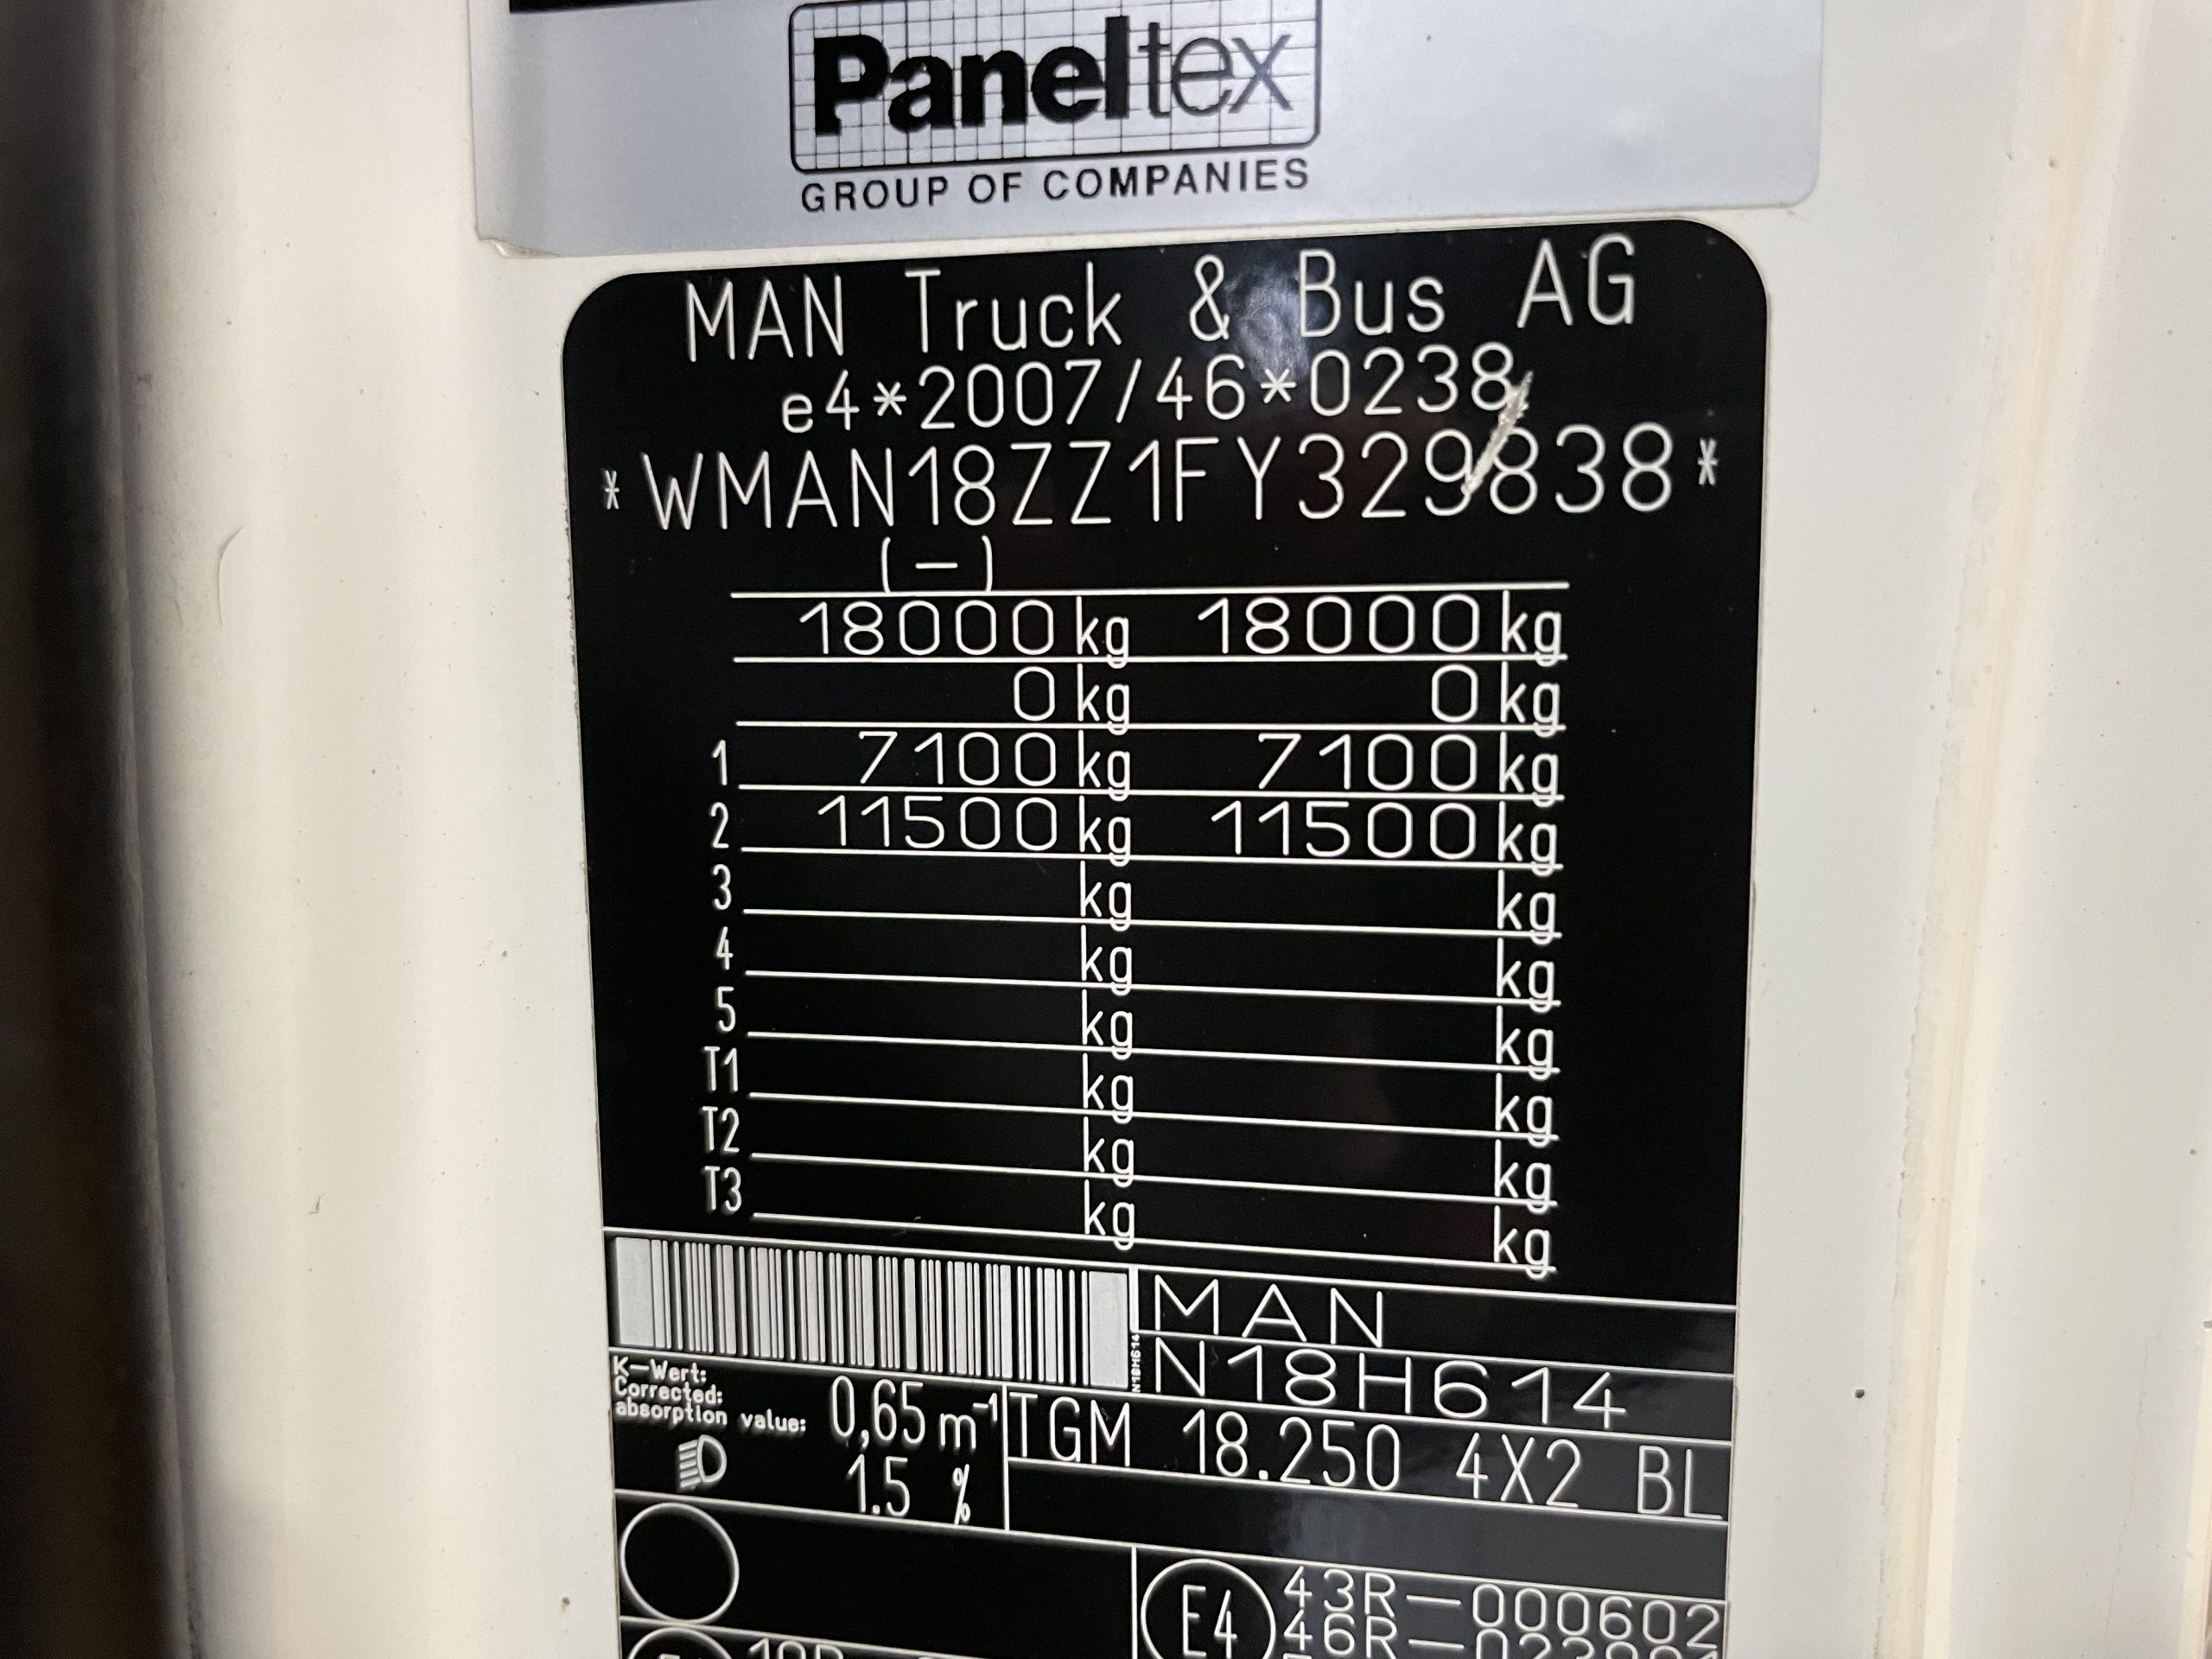 Paneltex
GROUP OF COMPANIES
MAN Truck & Bus AG
e4*2007/46*0238
*WMAN18ZZ1FY329838*
(-)
18000 kg 18000 kg
0 kg 0 kg
1 7100 kg 7100 kg
2 11500 kg 11500 kg
3 kg kg
4 kg kg
5 kg kg
T1 kg kg
T2 kg kg
T3 kg kg
MAN
N18H614
N18H614
K-Wert:
Corrected:
absorption value: 0,65 m⁻¹
TGM 18.250 4X2 BL
1.5 %
E4 43R-000602
46R-